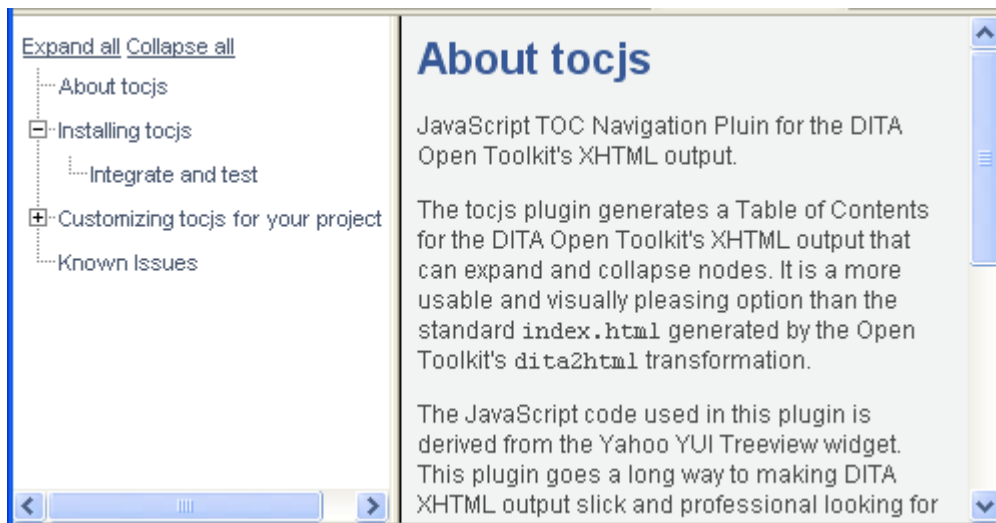 Expand all Collapse all
About tocjs
Installing tocjs
Integrate and test
Customizing tocjs for your project
Known Issues
About tocjs
JavaScript TOC Navigation Pluin for the DITA
Open Toolkit's XHTML output.
The tocjs plugin generates a Table of Contents
for the DITA Open Toolkit's XHTML output that
can expand and collapse nodes. It is a more
usable and visually pleasing option than the
standard index.html generated by the Open
Toolkit's dita2html transformation.
The JavaScript code used in this plugin is
derived from the Yahoo YUI Treeview widget.
This plugin goes a long way to making DITA
XHTML output slick and professional looking for